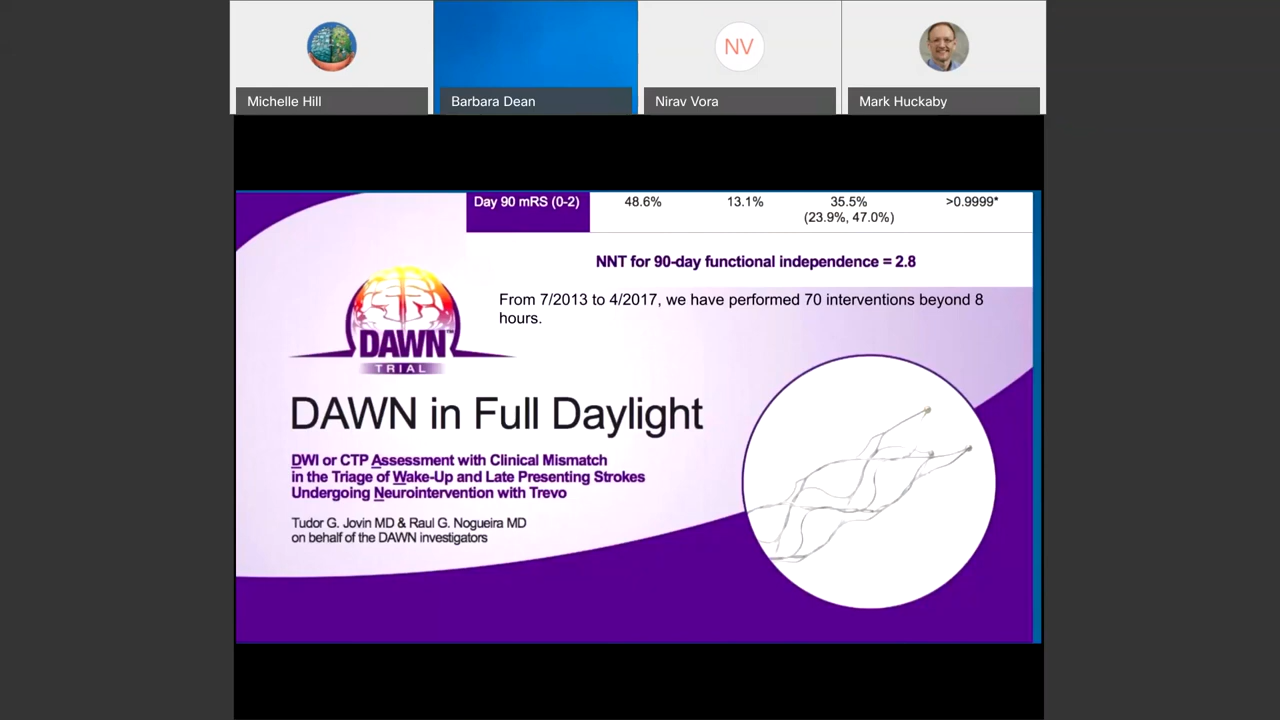 Michelle Hill
Barbara Dean
NV
Nirav Vora
Mark Huckaby
Day 90 mRS (0-2) 48.6% 13.1% 35.5% >0.9999*
(23.9%, 47.0%)
NNT for 90-day functional independence = 2.8
From 7/2013 to 4/2017, we have performed 70 interventions beyond 8
hours.
DAWN™
TRIAL
DAWN in Full Daylight
DWI or CTP Assessment with Clinical Mismatch
in the Triage of Wake-Up and Late Presenting Strokes
Undergoing Neurointervention with Trevo
Tudor G. Jovin MD & Raul G. Nogueira MD
on behalf of the DAWN investigators